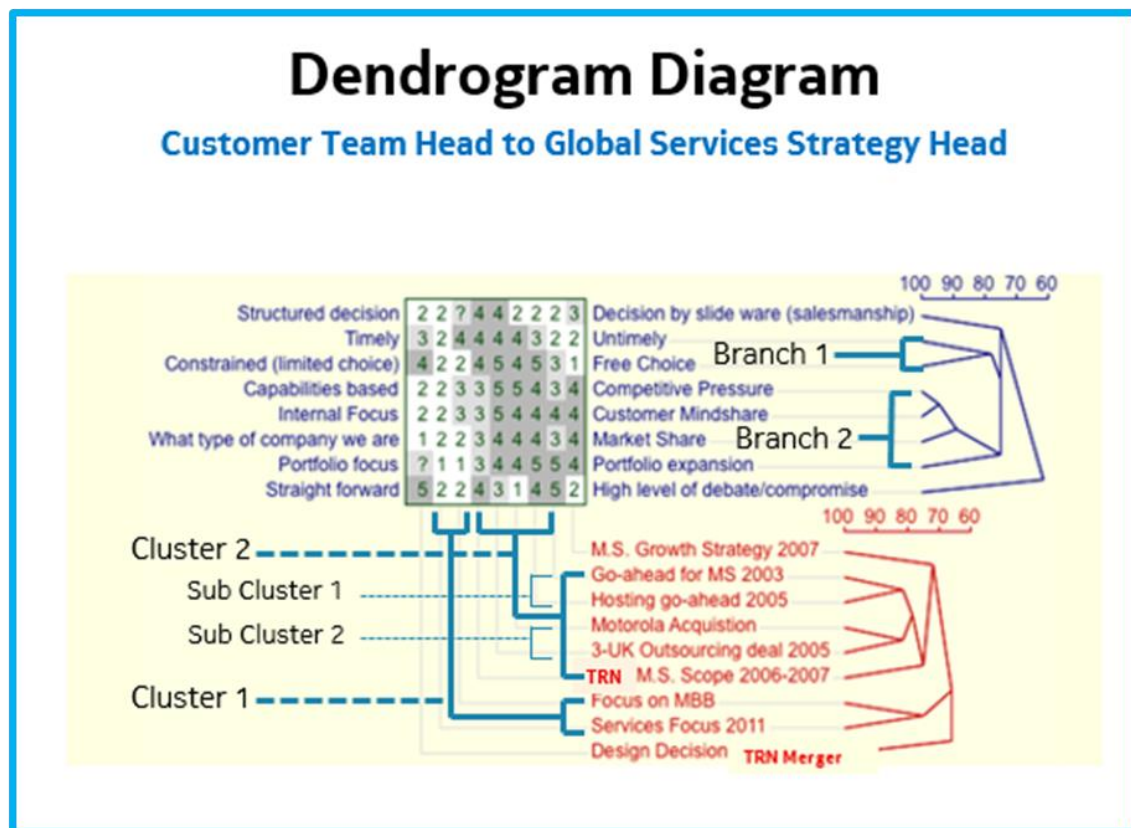 Dendrogram Diagram
Customer Team Head to Global Services Strategy Head
100 90 80 70 60
Structured decision 2 2 ? 4 4 2 2 2 3 Decision by slide ware (salesmanship)
Timely 3 2 4 4 4 4 3 2 2 Untimely
Constrained (limited choice) 4 2 2 4 5 4 5 3 1 Free Choice
Branch 1
Capabilities based 2 2 3 3 5 5 4 3 4 Competitive Pressure
Internal Focus 2 2 3 3 5 4 4 4 4 Customer Mindshare
What type of company we are 1 2 2 3 4 4 4 3 4 Market Share
Branch 2
Portfolio focus ? 1 1 3 4 4 5 5 4 Portfolio expansion
Straight forward 5 2 2 4 3 1 4 5 2 High level of debate/compromise
100 90 80 70 60
Cluster 2
M.S. Growth Strategy 2007
Go-ahead for MS 2003
Sub Cluster 1
Hosting go-ahead 2005
Motorola Acquistion
Sub Cluster 2
3-UK Outsourcing deal 2005
TRN M.S. Scope 2006-2007
Cluster 1
Focus on MBB
Services Focus 2011
Design Decision TRN Merger